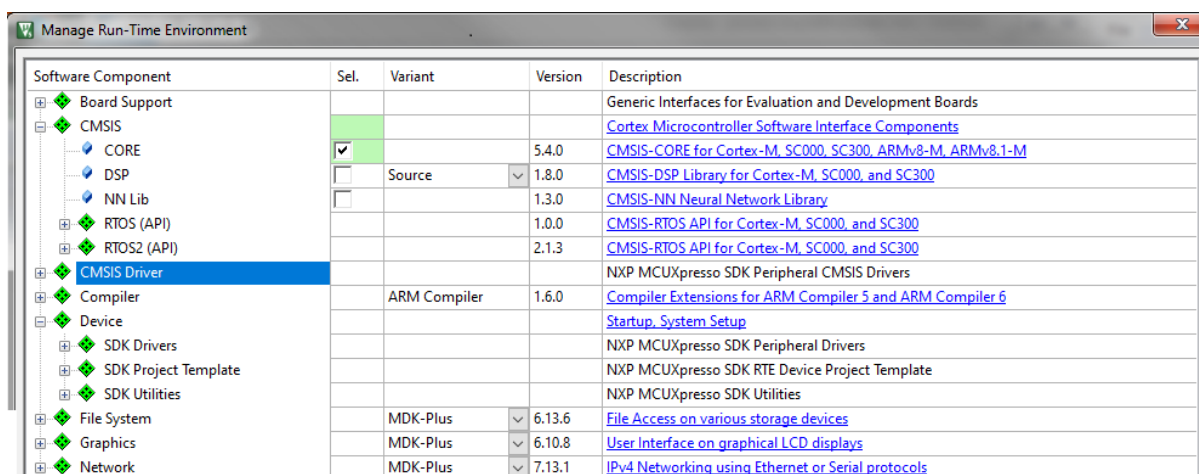 Manage Run-Time Environment
Software Component Sel. Variant Version Description
Board Support Generic Interfaces for Evaluation and Development Boards
CMSIS Cortex Microcontroller Software Interface Components
CORE 5.4.0 CMSIS-CORE for Cortex-M, SC000, SC300, ARMv8-M, ARMv8.1-M
DSP Source 1.8.0 CMSIS-DSP Library for Cortex-M, SC000, and SC300
NN Lib 1.3.0 CMSIS-NN Neural Network Library
RTOS (API) 1.0.0 CMSIS-RTOS API for Cortex-M, SC000, and SC300
RTOS2 (API) 2.1.3 CMSIS-RTOS API for Cortex-M, SC000, and SC300
CMSIS Driver NXP MCUXpresso SDK Peripheral CMSIS Drivers
Compiler ARM Compiler 1.6.0 Compiler Extensions for ARM Compiler 5 and ARM Compiler 6
Device Startup, System Setup
SDK Drivers NXP MCUXpresso SDK Peripheral Drivers
SDK Project Template NXP MCUXpresso SDK RTE Device Project Template
SDK Utilities NXP MCUXpresso SDK Utilities
File System MDK-Plus 6.13.6 File Access on various storage devices
Graphics MDK-Plus 6.10.8 User Interface on graphical LCD displays
Network MDK-Plus 7.13.1 IPv4 Networking using Ethernet or Serial protocols